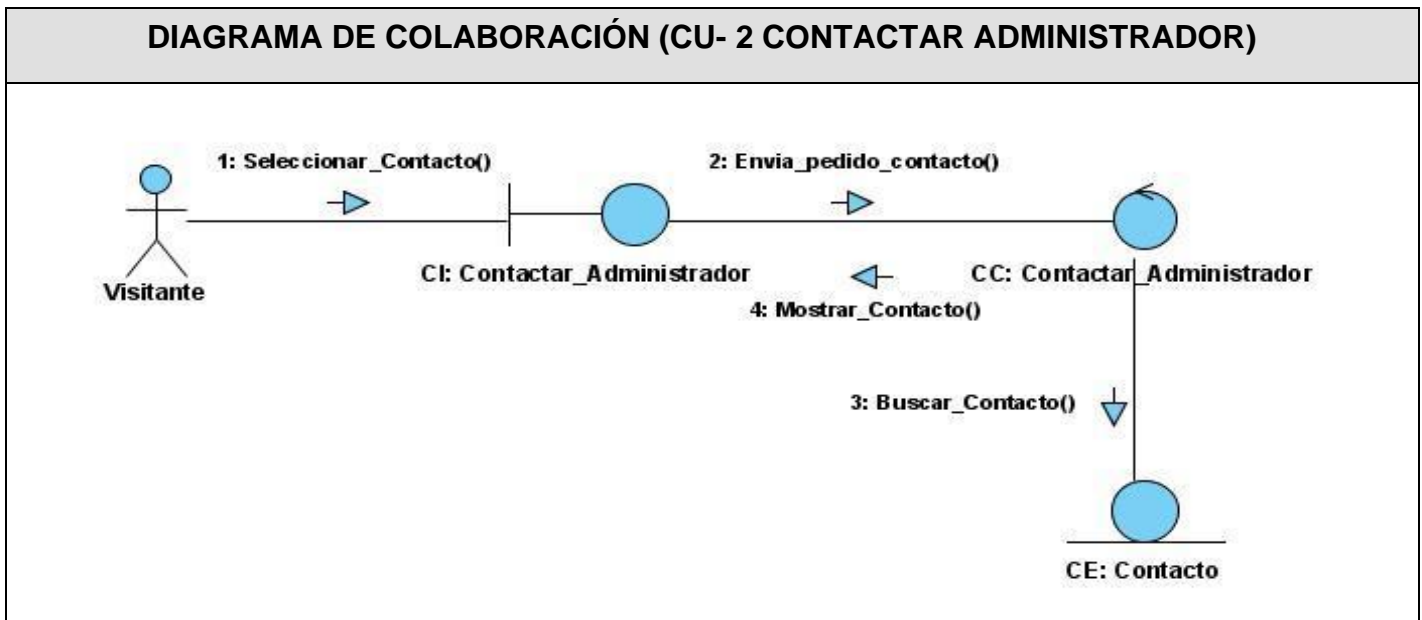 DIAGRAMA DE COLABORACIÓN (CU- 2 CONTACTAR ADMINISTRADOR)
1: Seleccionar_Contacto()
2: Envia_pedido_contacto()
Visitante
CI: Contactar_Administrador
CC: Contactar_Administrador
4: Mostrar_Contacto()
3: Buscar_Contacto()
CE: Contacto